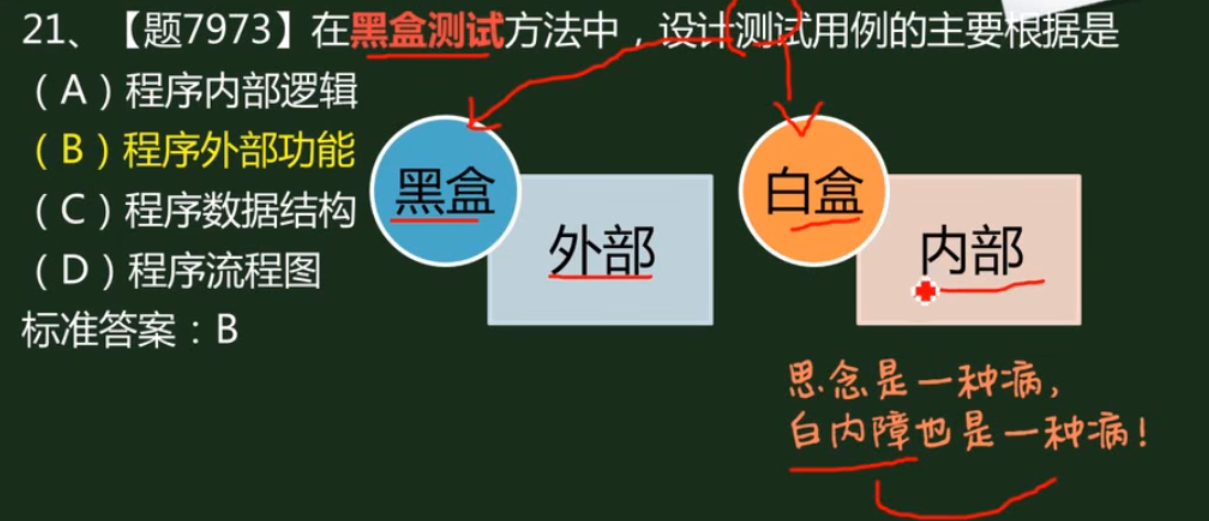 21、【题7973】在黑盒测试方法中，设计测试用例的主要根据是
（A）程序内部逻辑
（B）程序外部功能
（C）程序数据结构
（D）程序流程图
标准答案：B
黑盒
外部
白盒
内部
思念是一种病，
白内障也是一种病！